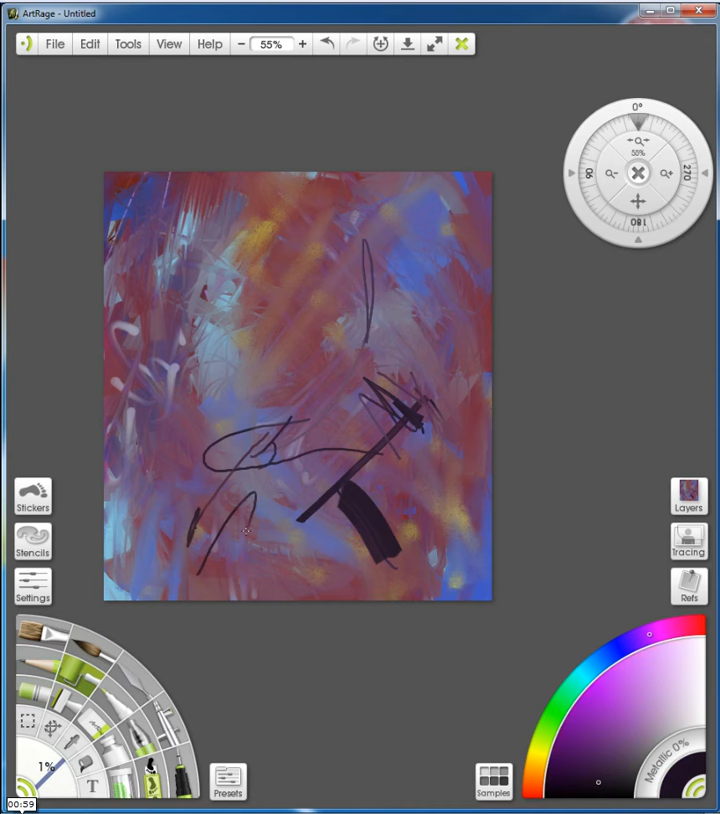 ArtRage - Untitled
File Edit Tools View Help − 55% +
0°
55%
90
270
180
Stickers
Stencils
Settings
Layers
Tracing
Refs
1%
T
Presets
Samples
Metallic 0%
00:59